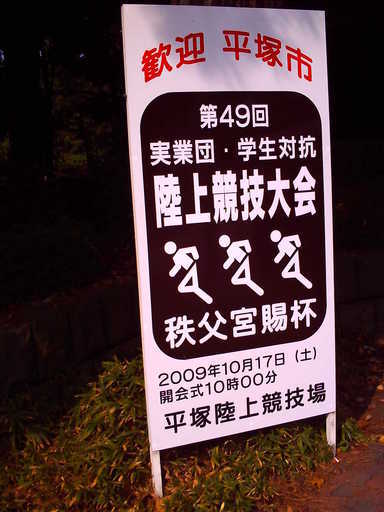 歓迎 平塚市
第49回
実業団・学生対抗
陸上競技大会
秩父宮賜杯
2009年10月17日（土）
開会式10時00分
平塚陸上競技場